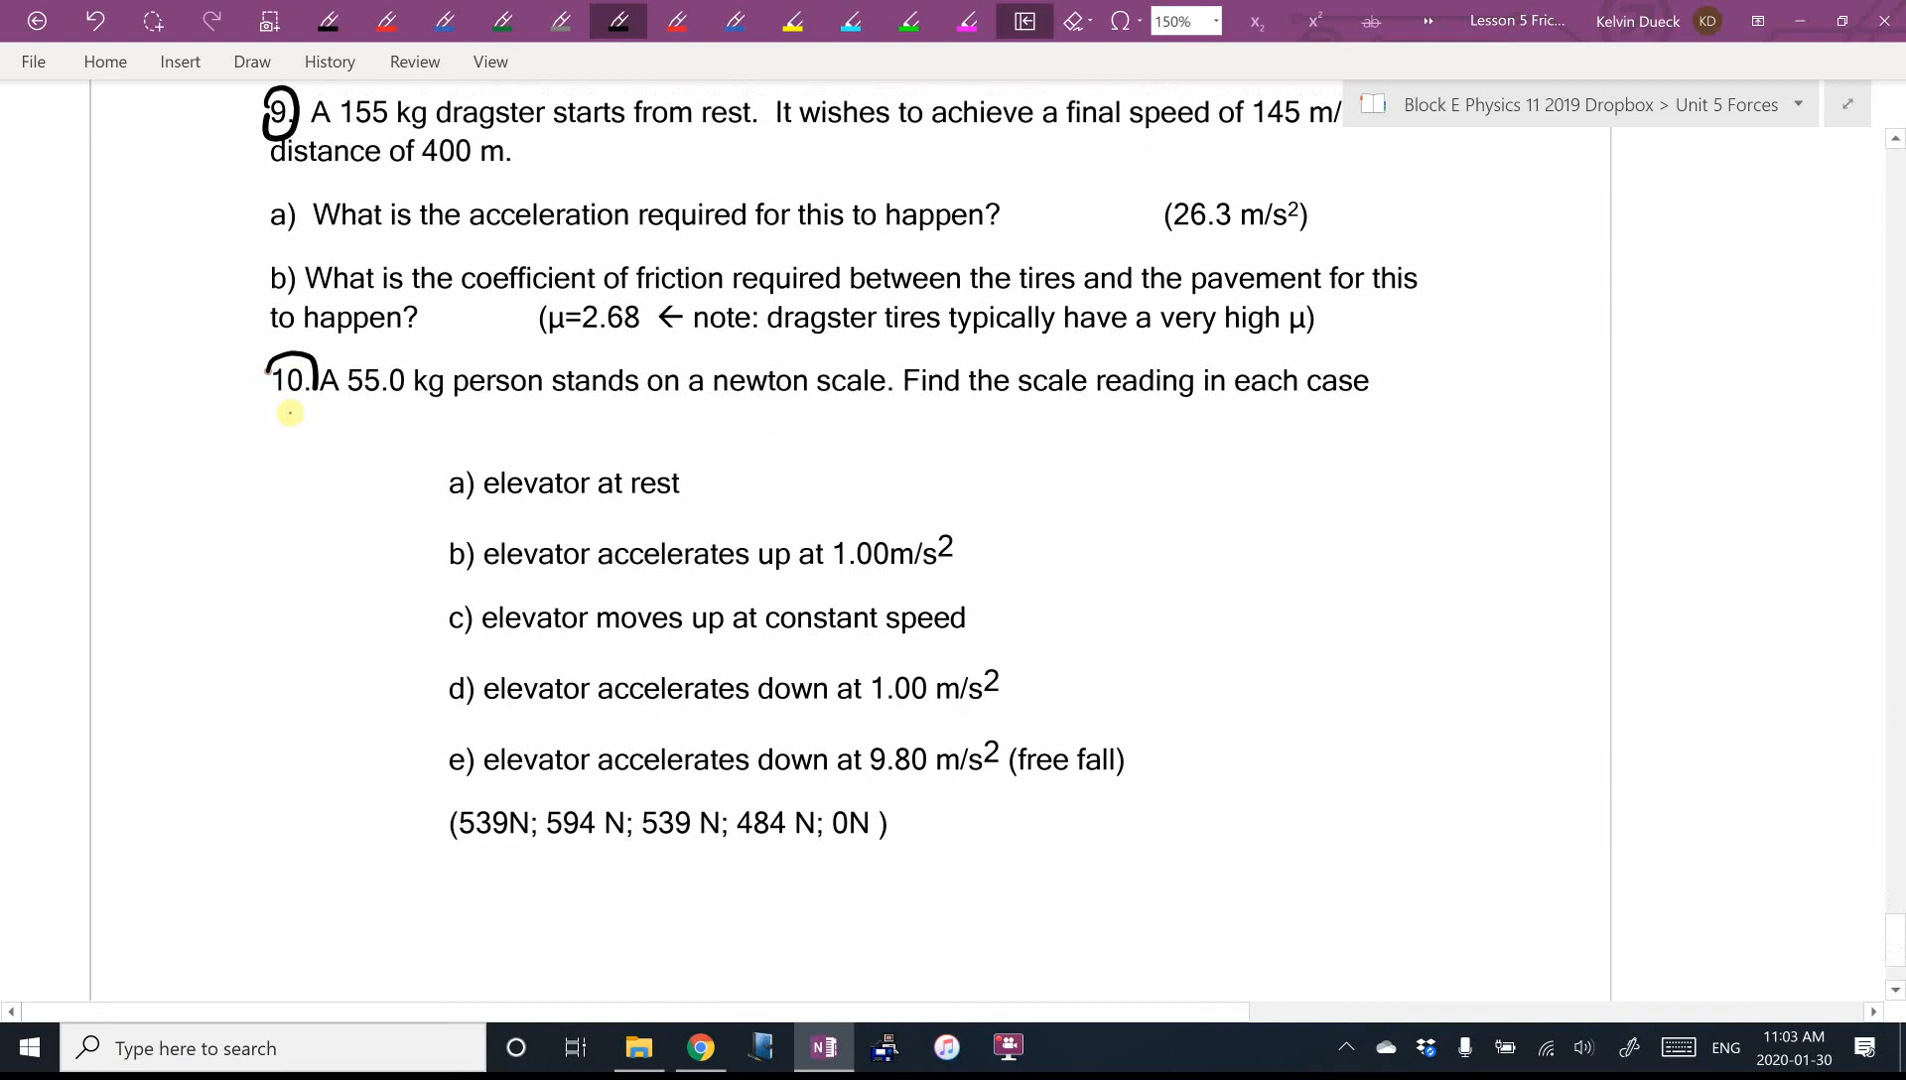 150%
x₂
x²
ab
Lesson 5 Fric...
Kelvin Dueck
KD
File
Home
Insert
Draw
History
Review
View
Block E Physics 11 2019 Dropbox > Unit 5 Forces
9. A 155 kg dragster starts from rest. It wishes to achieve a final speed of 145 m/
distance of 400 m.
a) What is the acceleration required for this to happen? (26.3 m/s²)
b) What is the coefficient of friction required between the tires and the pavement for this
to happen? (µ=2.68 ← note: dragster tires typically have a very high µ)
10. A 55.0 kg person stands on a newton scale. Find the scale reading in each case
a) elevator at rest
b) elevator accelerates up at 1.00m/s²
c) elevator moves up at constant speed
d) elevator accelerates down at 1.00 m/s²
e) elevator accelerates down at 9.80 m/s² (free fall)
(539N; 594 N; 539 N; 484 N; 0N )
Type here to search
N
ENG
11:03 AM
2020-01-30